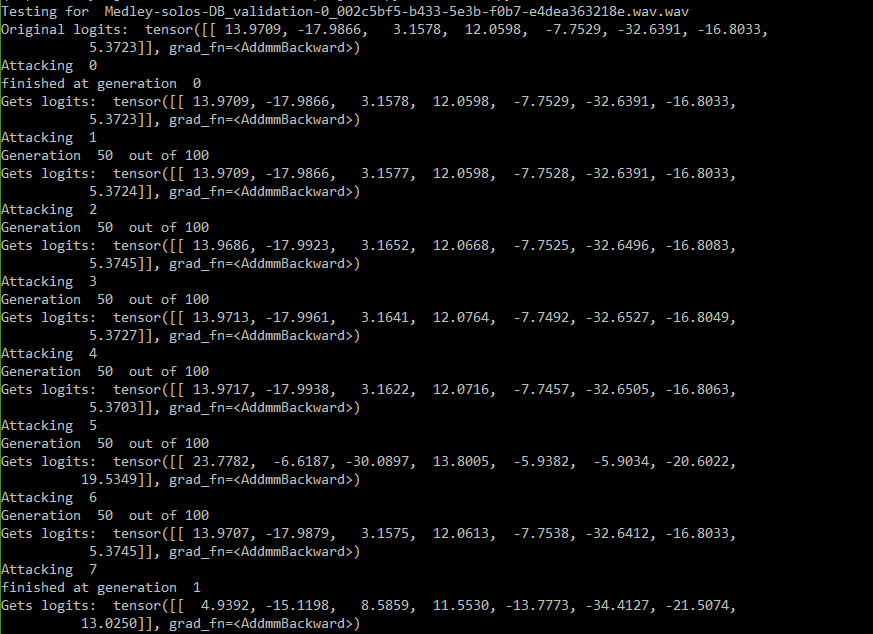 Testing for  Medley-solos-DB_validation-0_002c5bf5-b433-5e3b-f0b7-e4dea363218e.wav.wav
Original logits:  tensor([[ 13.9709, -17.9866,   3.1578,  12.0598,  -7.7529, -32.6391, -16.8033,
           5.3723]], grad_fn=<AddmmBackward>)
Attacking  0
finished at generation  0
Gets logits:  tensor([[ 13.9709, -17.9866,   3.1578,  12.0598,  -7.7529, -32.6391, -16.8033,
           5.3723]], grad_fn=<AddmmBackward>)
Attacking  1
Generation  50  out of 100
Gets logits:  tensor([[ 13.9709, -17.9866,   3.1577,  12.0598,  -7.7528, -32.6391, -16.8033,
           5.3724]], grad_fn=<AddmmBackward>)
Attacking  2
Generation  50  out of 100
Gets logits:  tensor([[ 13.9686, -17.9923,   3.1652,  12.0668,  -7.7525, -32.6496, -16.8083,
           5.3745]], grad_fn=<AddmmBackward>)
Attacking  3
Generation  50  out of 100
Gets logits:  tensor([[ 13.9713, -17.9961,   3.1641,  12.0764,  -7.7492, -32.6527, -16.8049,
           5.3727]], grad_fn=<AddmmBackward>)
Attacking  4
Generation  50  out of 100
Gets logits:  tensor([[ 13.9717, -17.9938,   3.1622,  12.0716,  -7.7457, -32.6505, -16.8063,
           5.3703]], grad_fn=<AddmmBackward>)
Attacking  5
Generation  50  out of 100
Gets logits:  tensor([[ 23.7782,  -6.6187, -30.0897,  13.8005,  -5.9382,  -5.9034, -20.6022,
          19.5349]], grad_fn=<AddmmBackward>)
Attacking  6
Generation  50  out of 100
Gets logits:  tensor([[ 13.9707, -17.9879,   3.1575,  12.0613,  -7.7538, -32.6412, -16.8033,
           5.3745]], grad_fn=<AddmmBackward>)
Attacking  7
finished at generation  1
Gets logits:  tensor([[  4.9392, -15.1198,   8.5859,  11.5530, -13.7773, -34.4127, -21.5074,
          13.0250]], grad_fn=<AddmmBackward>)